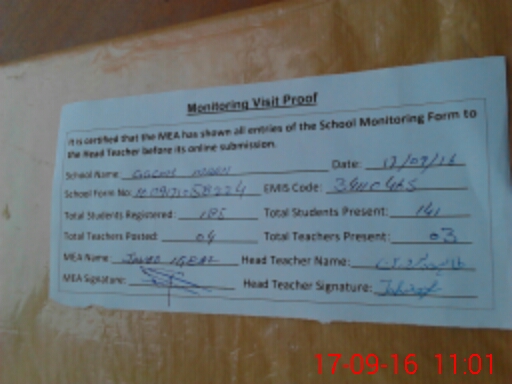 Monitoring Visit Proof
It is certified that the MEA has shown all entries of the School Monitoring Form to
the Head Teacher before its online submission.
School Name: Date: 17/09/16
School Form No: EMIS Code:
Total Students Registered: Total Students Present: 141
Total Teachers Posted: 04 Total Teachers Present: 03
MEA Name: Javed Iqbal Head Teacher Name:
MEA Signature: Head Teacher Signature:
17-09-16 11:01